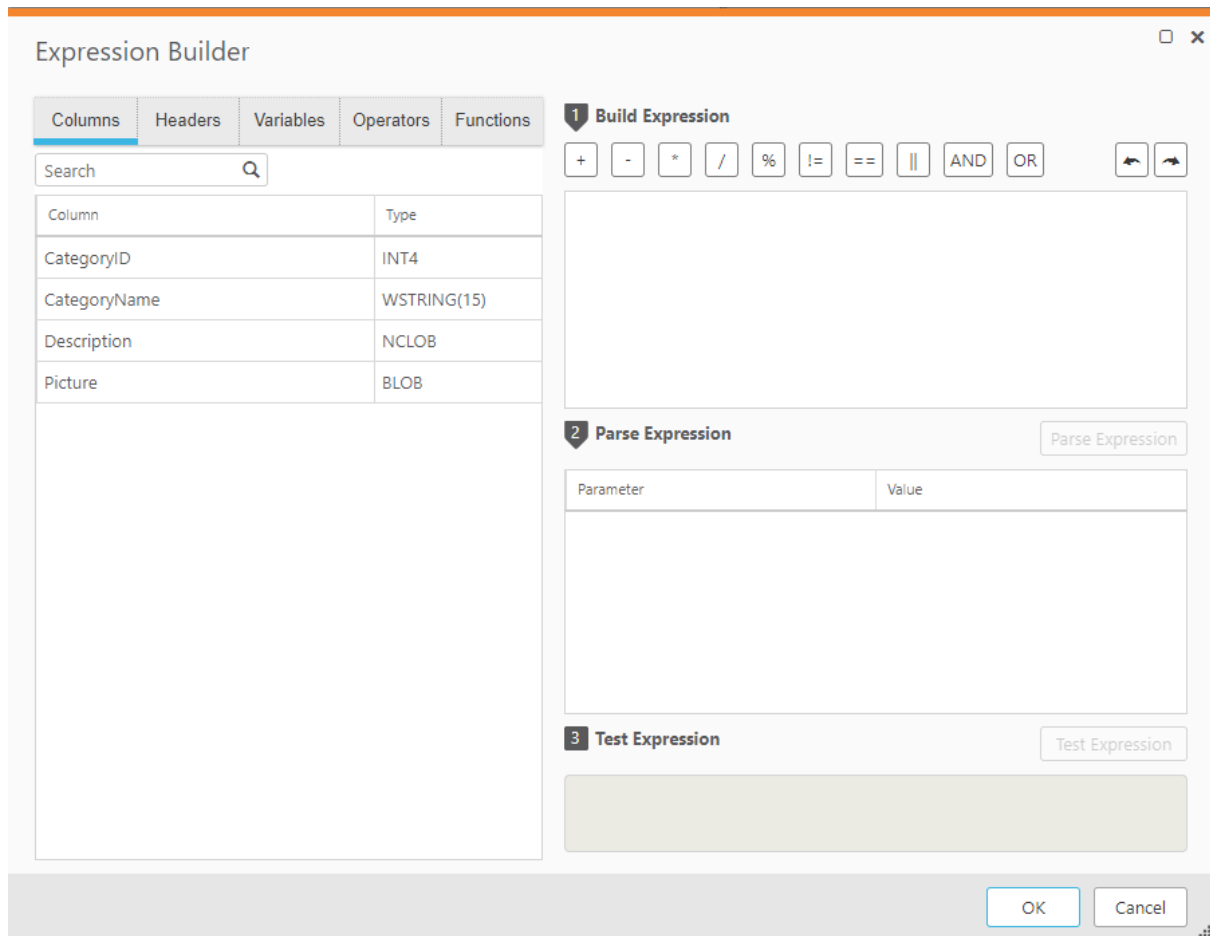 Expression Builder
Columns Headers Variables Operators Functions
Search
Column Type
CategoryID INT4
CategoryName WSTRING(15)
Description NCLOB
Picture BLOB
1 Build Expression
+ - * / % != == || AND OR
2 Parse Expression Parse Expression
Parameter Value
3 Test Expression Test Expression
OK Cancel